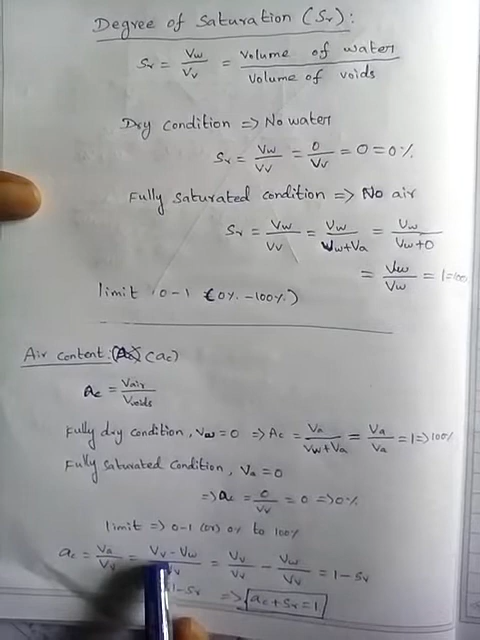 Degree of Saturation (Sr):
Sr = Vw/Vv = Volume of water/Volume of voids
Dry Condition => No water
Sr = Vw/Vv = 0/Vv = 0 = 0%
Fully saturated condition => No air
Sr = Vw/Vv = Vw/Vw+Va = Vw/Vw+0
= Vw/Vw = 1 = 100
limit 0-1 (0% - 100%)
Air content: (ac)
ac = Vair/Vvoids
Fully dry condition, Vw = 0 => Ac = Va/Vw+Va = Va/Va = 1 => 100%
Fully saturated Condition, Va = 0
=> ac = 0/Vv = 0 => 0%
limit => 0-1 (or) 0% to 100%
ac = Va/Vv = Vv - Vw/Vv = Vv/Vv - Vw/Vv = 1 - Sr
1-Sr => ac + Sr = 1